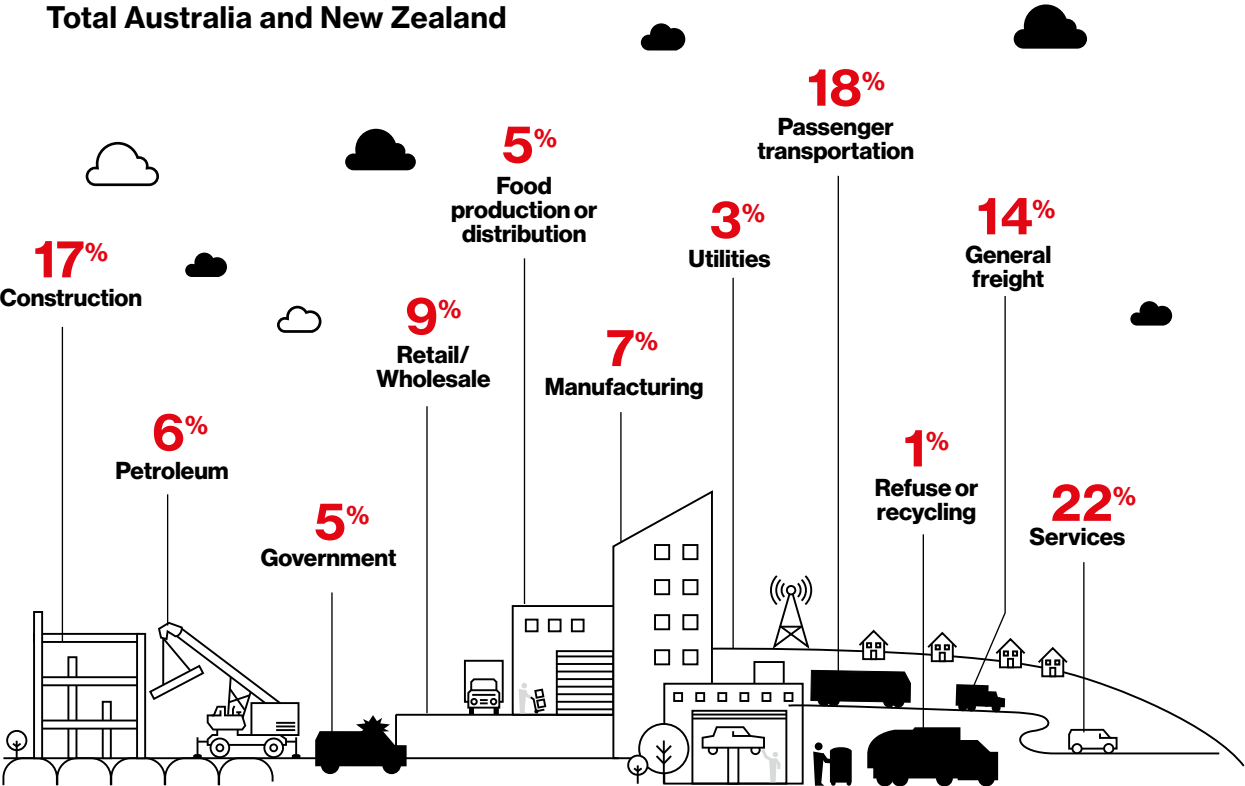 Total Australia and New Zealand
17%
Construction
6%
Petroleum
5%
Government
9%
Retail/
Wholesale
5%
Food
production or
distribution
7%
Manufacturing
3%
Utilities
18%
Passenger
transportation
1%
Refuse or
recycling
14%
General
freight
22%
Services